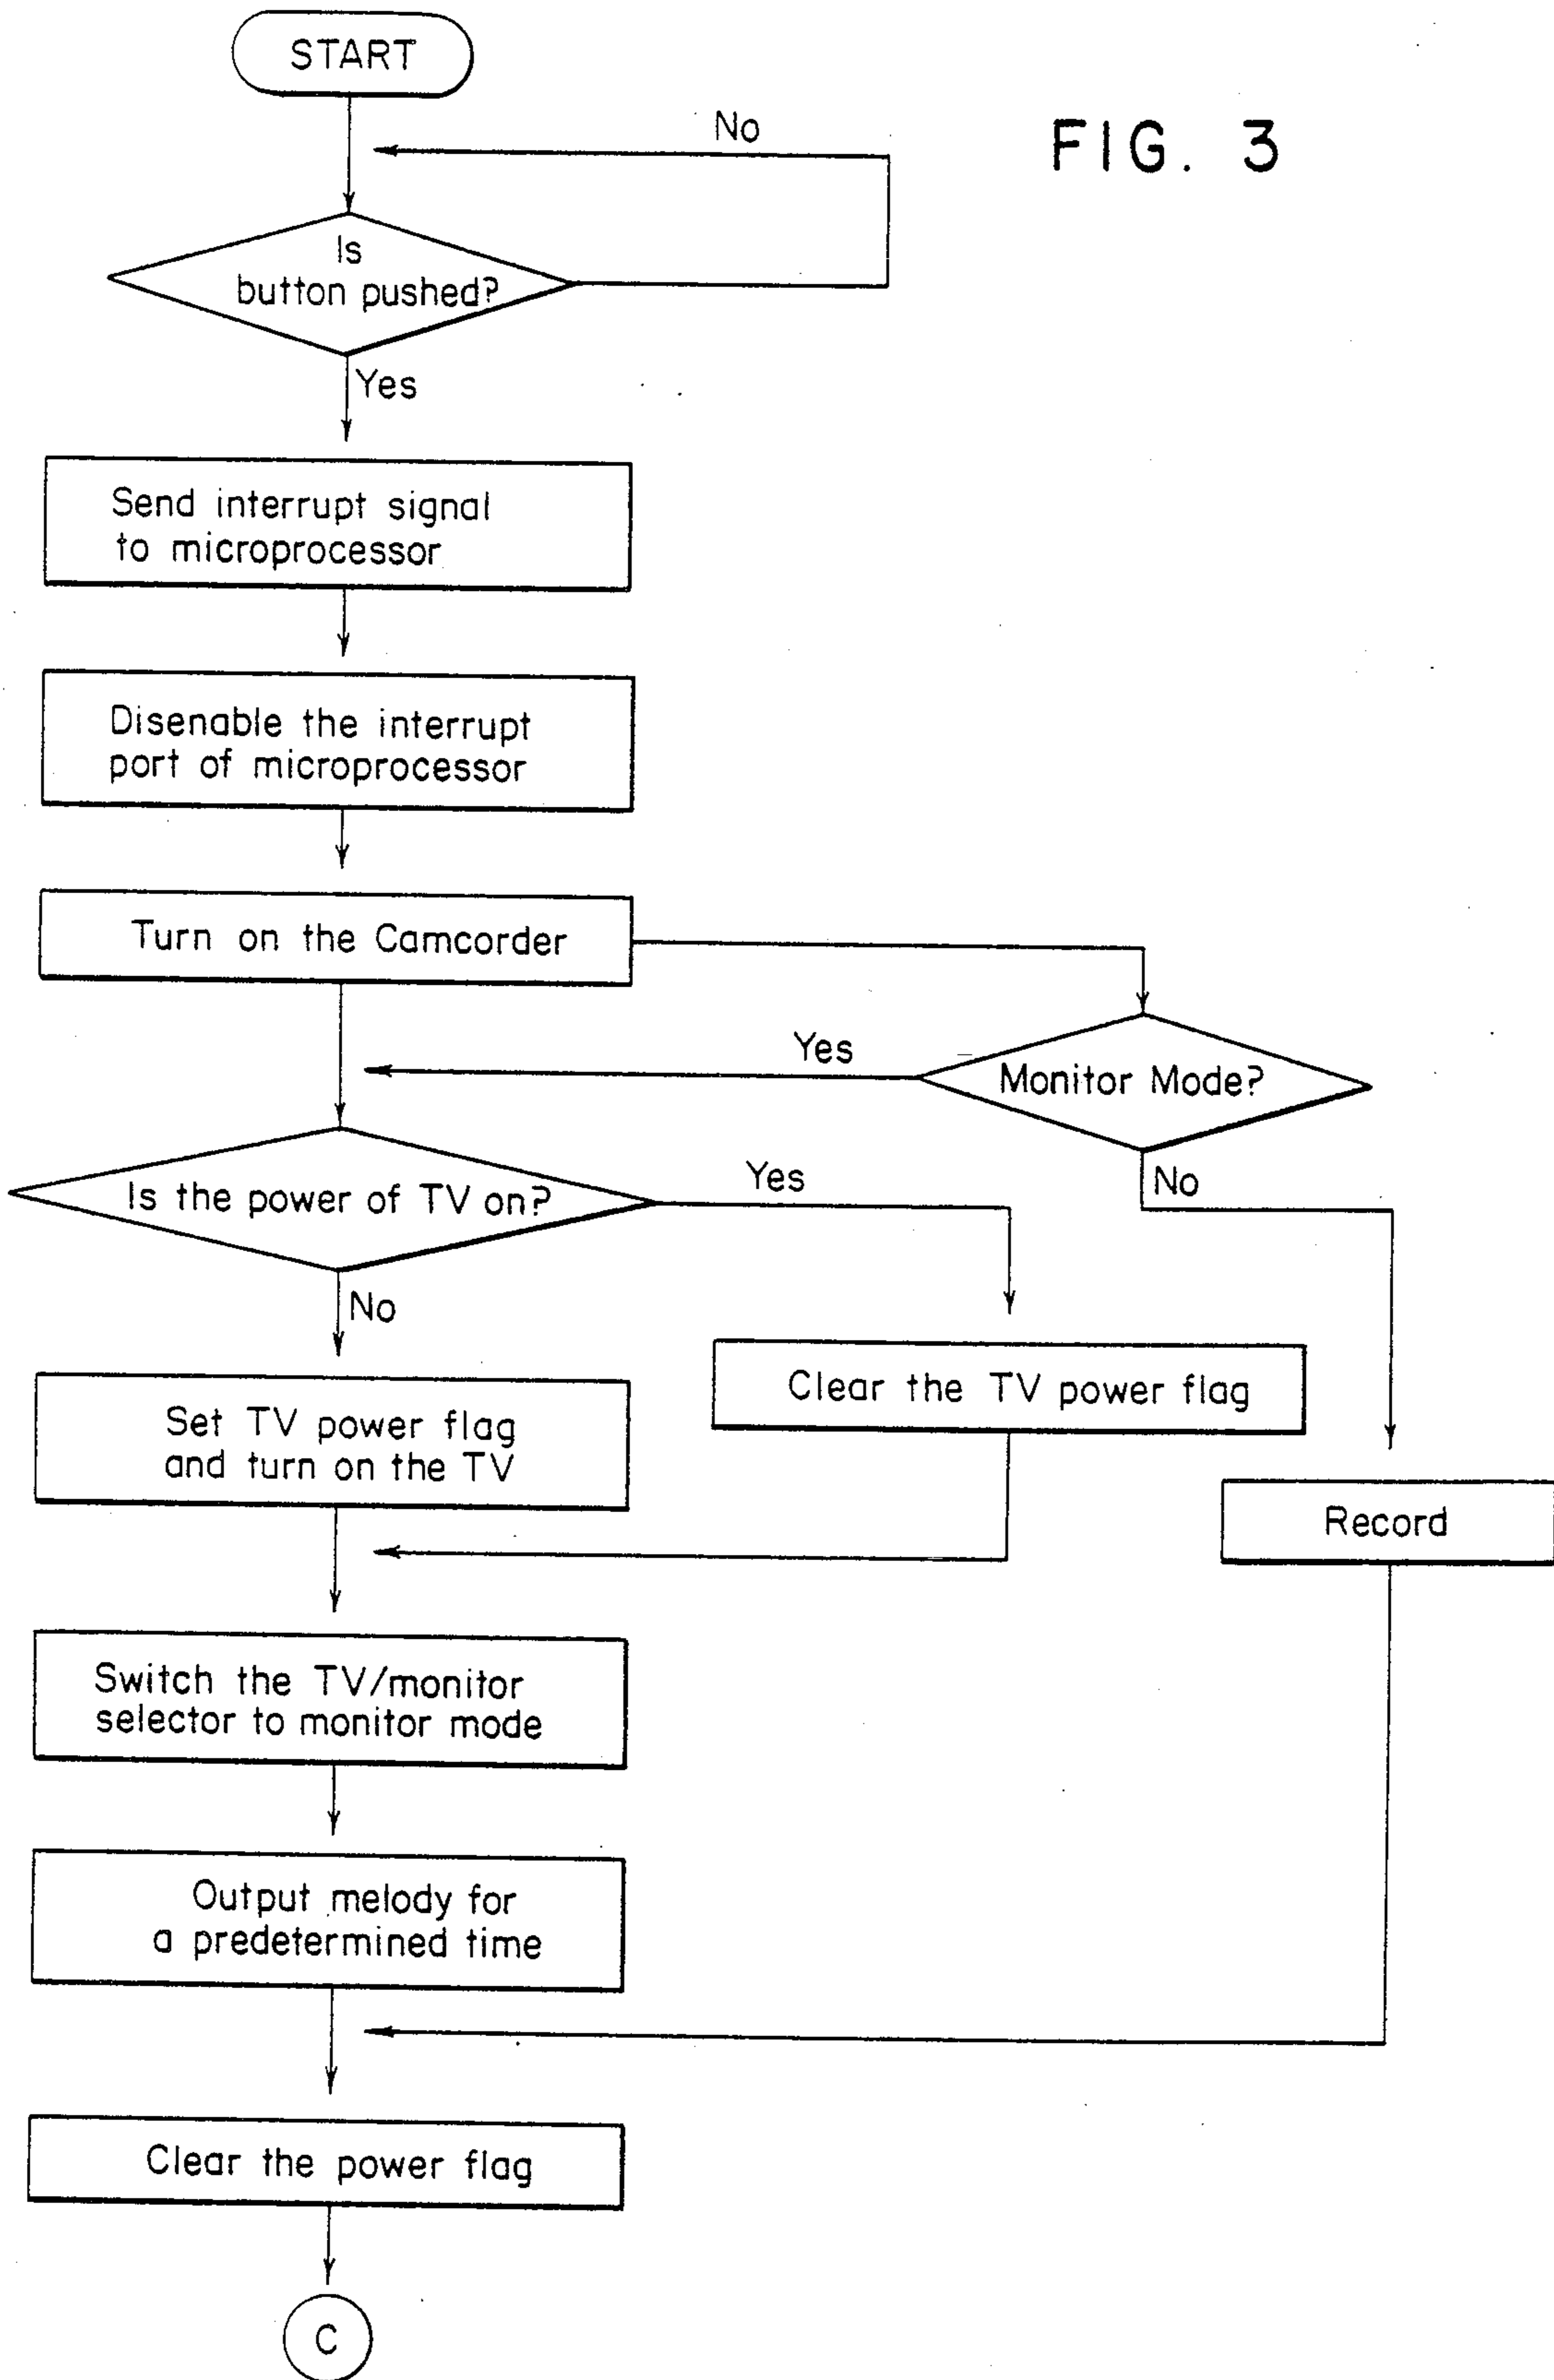 START
No
FIG. 3
Is
button pushed?
Yes
Send interrupt signal
to microprocessor
Disenable the interrupt
port of microprocessor
Turn on the Camcorder
Yes
Monitor Mode?
Is the power of TV on?
Yes
No
No
Clear the TV power flag
Set TV power flag
and turn on the TV
Record
Switch the TV/monitor
selector to monitor mode
Output melody for
a predetermined time
Clear the power flag
C